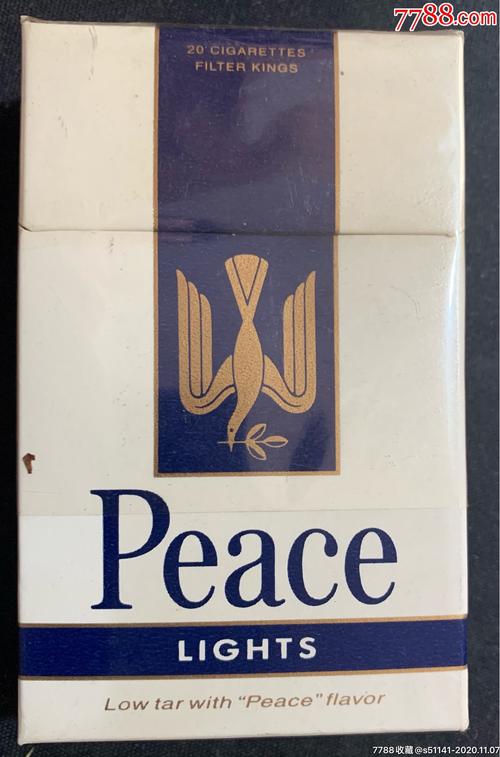 7788.com
20 CIGARETTES
FILTER KINGS
Peace
LIGHTS
Low tar with "Peace" flavor
7788收藏@s51141-2020.11.07